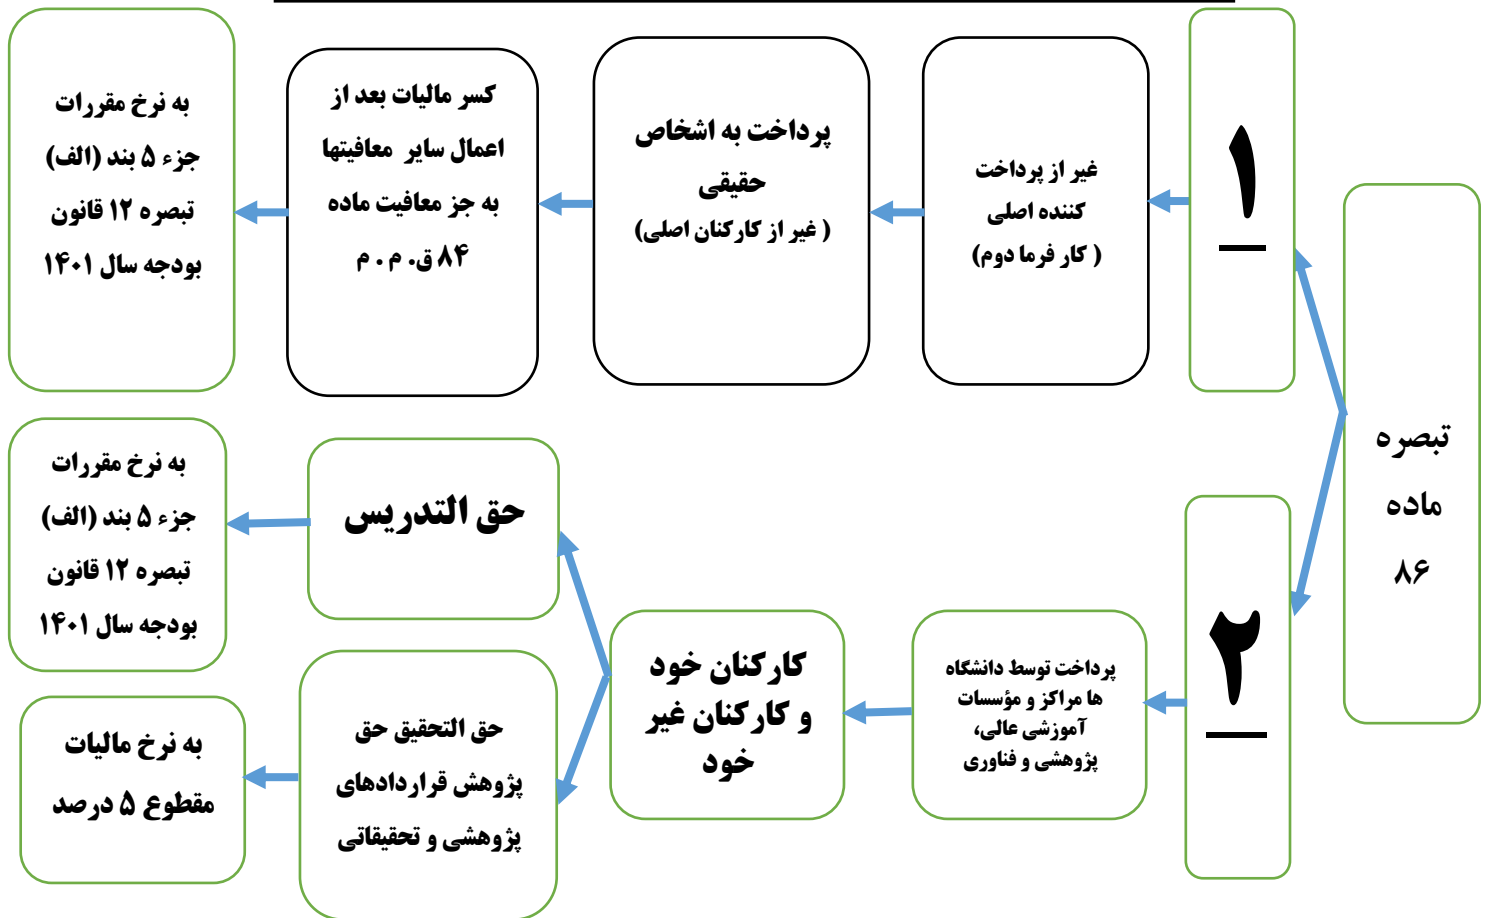 تبصره
ماده
۸۶
۱
غیر از پرداخت
کننده اصلی
( کار فرما دوم)
پرداخت به اشخاص
حقیقی
( غیر از کارکنان اصلی)
کسر مالیات بعد از
اعمال سایر معافیتها
به جز معافیت ماده
۸۴ ق. م . م
به نرخ مقررات
جزء ۵ بند (الف)
تبصره ۱۲ قانون
بودجه سال ۱۴۰۱
۲
پرداخت توسط دانشگاه
ها مراکز و مؤسسات
آموزشی عالی،
پژوهشی و فناوری
کارکنان خود
و کارکنان غیر
خود
حق التدریس
به نرخ مقررات
جزء ۵ بند (الف)
تبصره ۱۲ قانون
بودجه سال ۱۴۰۱
حق التحقیق حق
پژوهش قراردادهای
پژوهشی و تحقیقاتی
به نرخ مالیات
مقطوع ۵ درصد